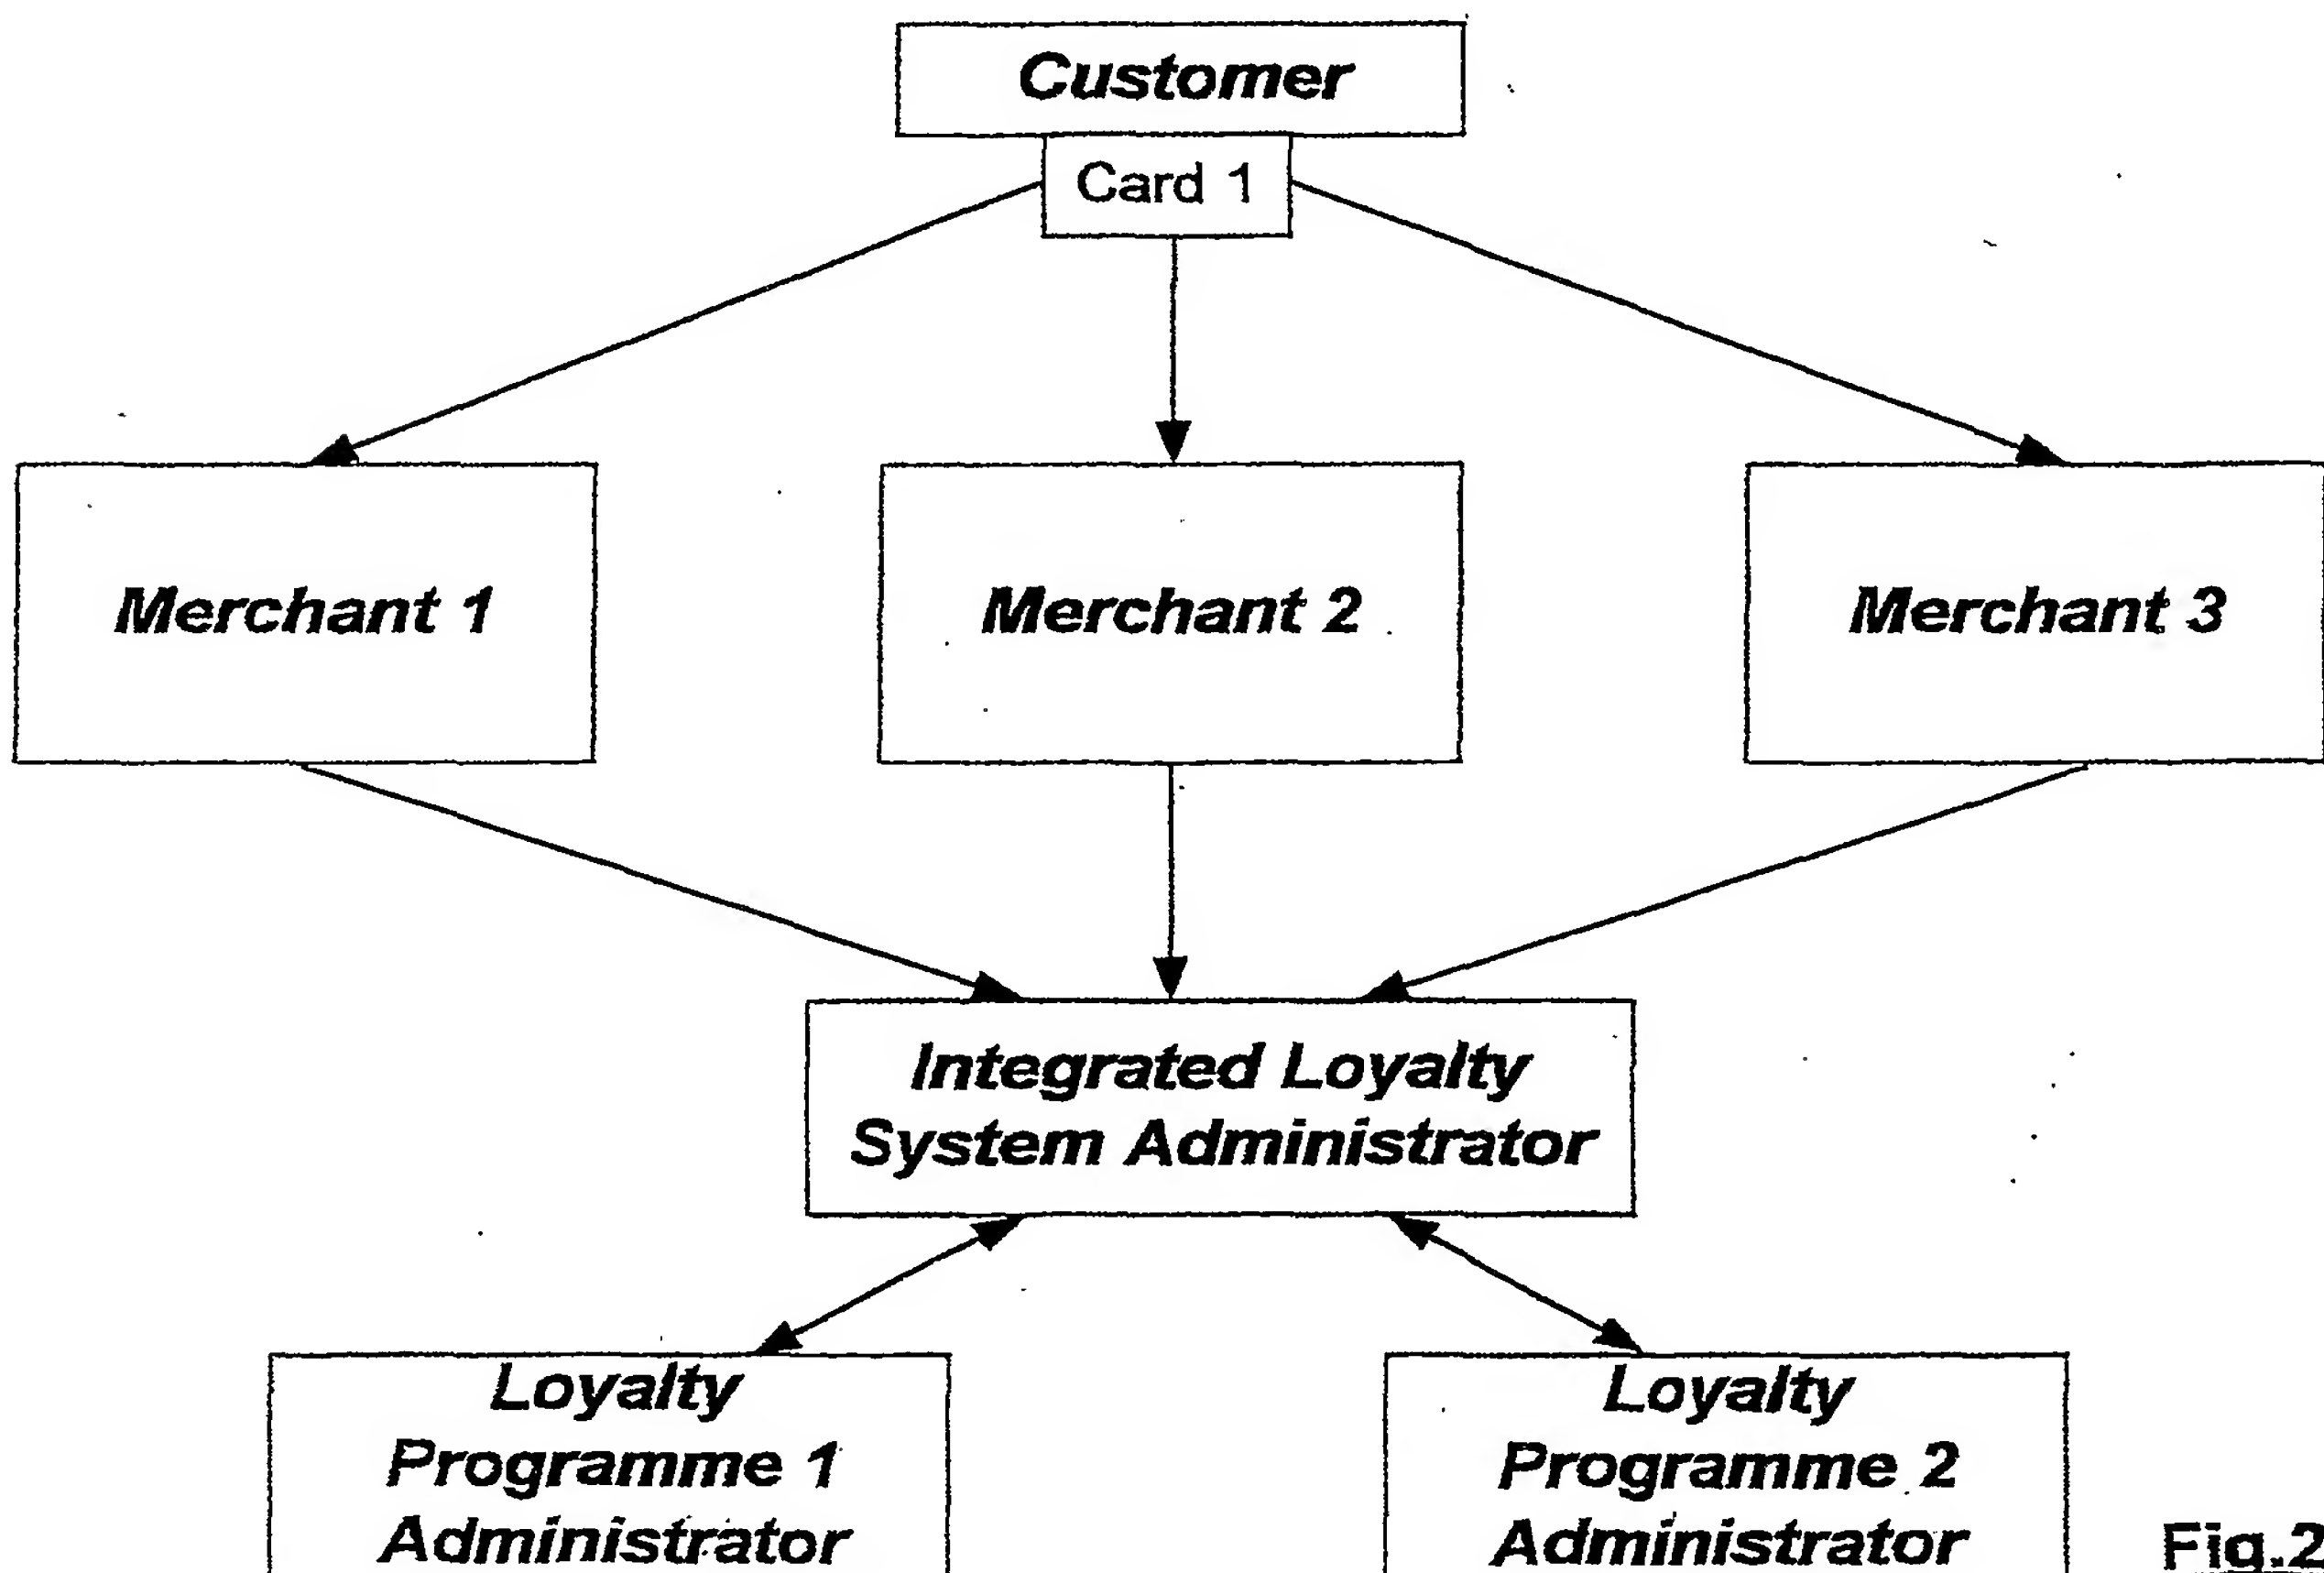 Customer
Card 1
Merchant 1
Merchant 2
Merchant 3
Integrated Loyalty
System Administrator
Loyalty
Programme 1
Administrator
Loyalty
Programme 2
Administrator
Fig.2